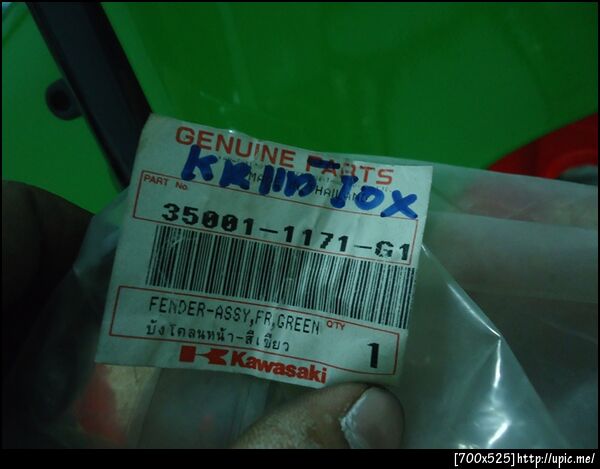 GENUINE PARTS
PART No.
35001-1171-G1
FENDER-ASSY,FR,GREEN QTY
บังโคลนหน้า-สีเขียว 1
Kawasaki
[700x525]http://upic.me/